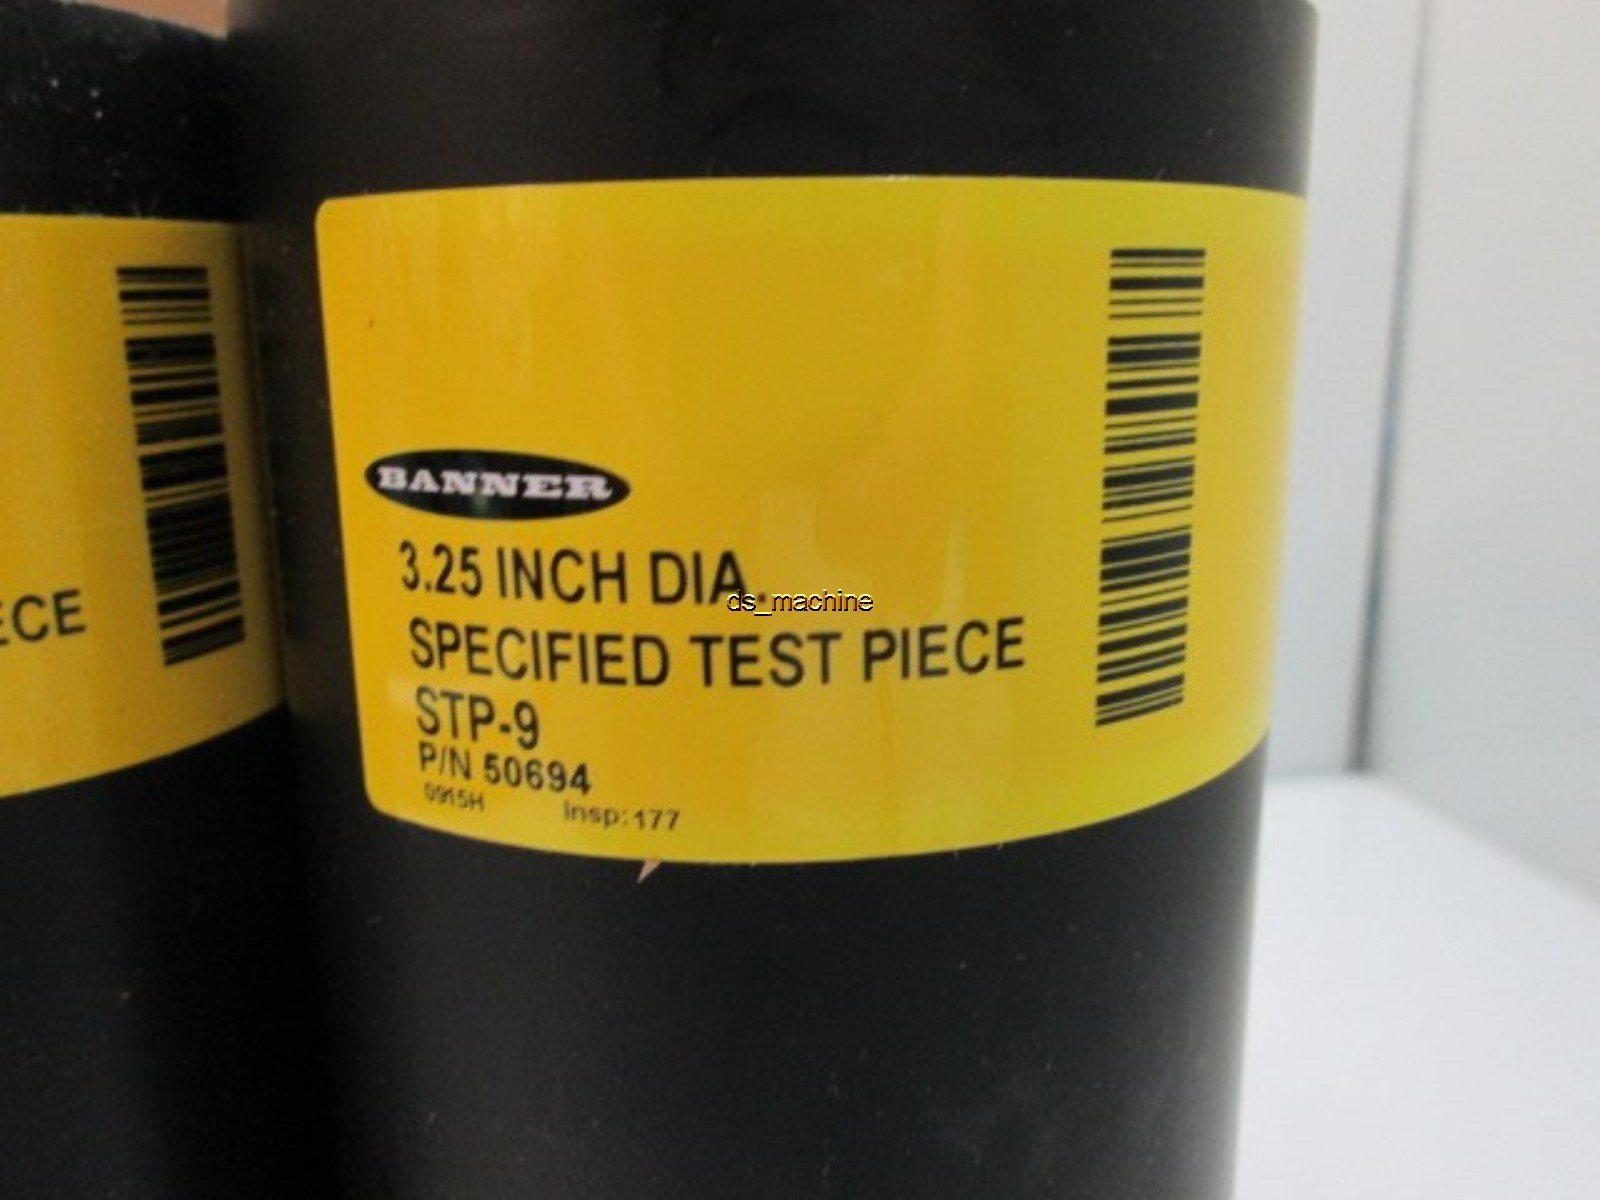 BANNER
3.25 INCH DIA.
ds_machine
SPECIFIED TEST PIECE
STP-9
P/N 50694
0915H Insp:177
ECE